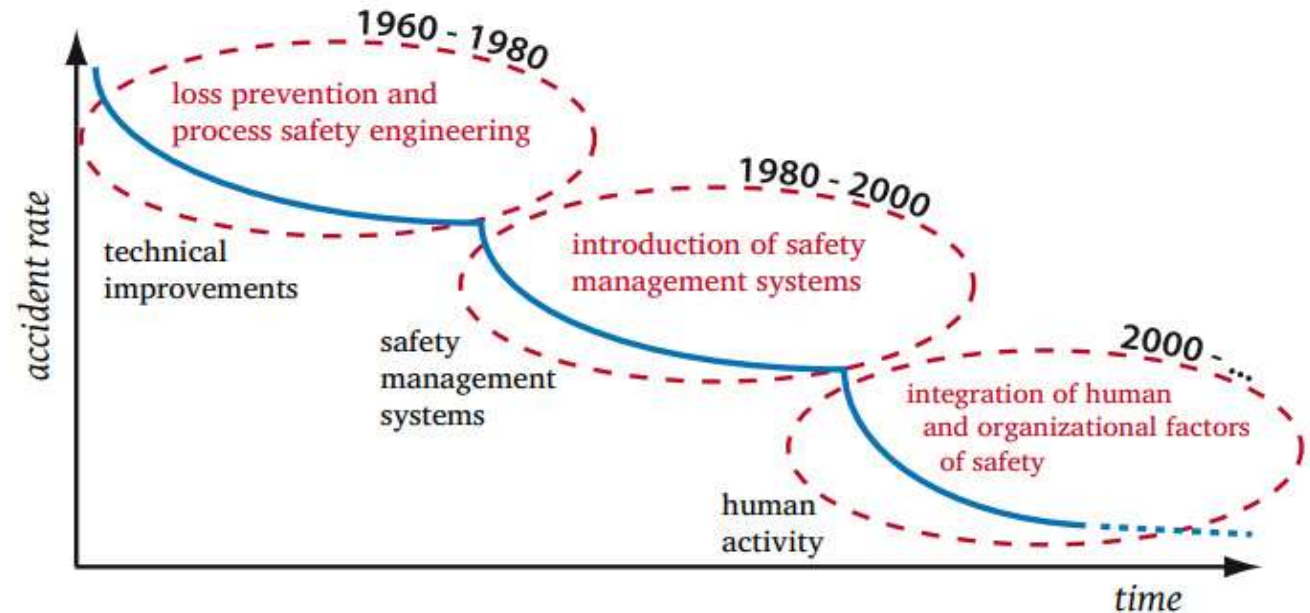 1960 - 1980
loss prevention and
process safety engineering
technical
improvements
1980 - 2000
introduction of safety
management systems
safety
management
systems
2000 - ...
integration of human
and organizational factors
of safety
human
activity
accident rate
time